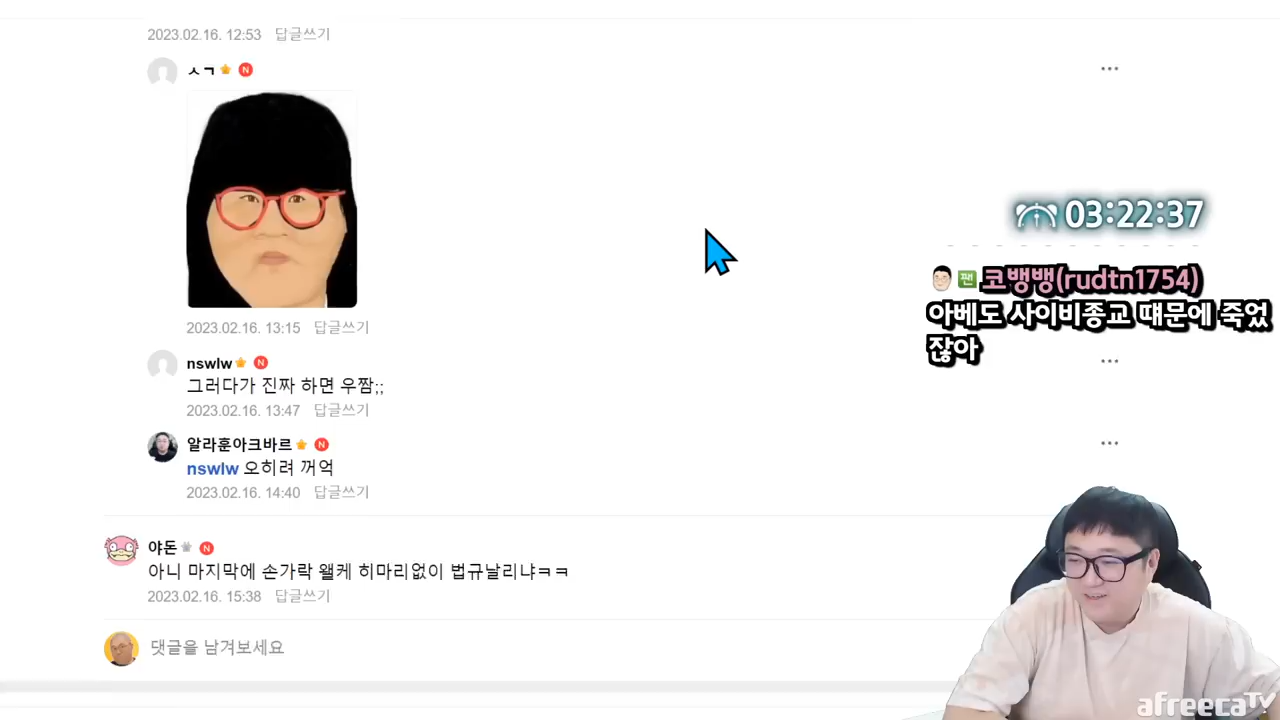 2023.02.16. 12:53 답글쓰기
ㅅㄱ N
2023.02.16. 13:15 답글쓰기
nswlw N
그러다가 진짜 하면 우짬;;
2023.02.16. 13:47 답글쓰기
알라훈아크바르 N
nswlw 오히려 꺼억
2023.02.16. 14:40 답글쓰기
야돈 N
아니 마지막에 손가락 왤케 히마리없이 법규날리냐ㅋㅋ
2023.02.16. 15:38 답글쓰기
댓글을 남겨보세요
03:22:37
팬 코뱅뱅(rudtn1754)
아베도 사이비종교 떄문에 죽었
잖아
afreecaTV